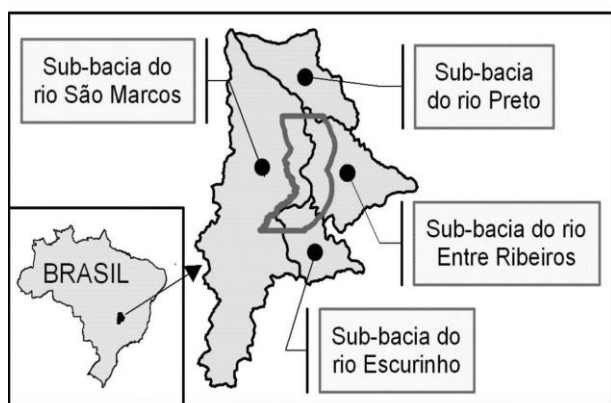 Sub-bacia do
rio São Marcos
Sub-bacia
do rio Preto
Sub-bacia do rio
Entre Ribeiros
BRASIL
Sub-bacia do
rio Escurinho